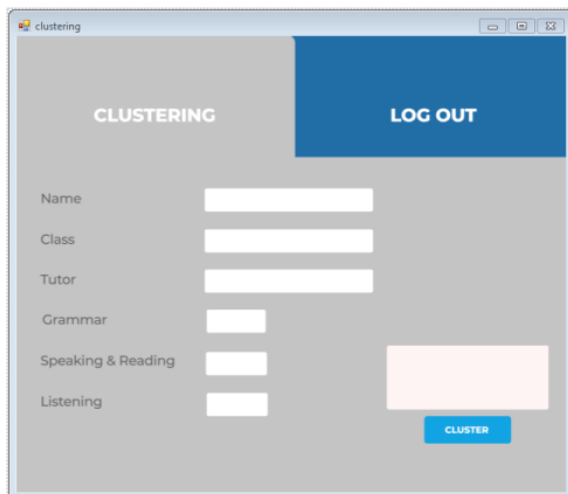 clustering
CLUSTERING LOG OUT
Name
Class
Tutor
Grammar
Speaking & Reading
Listening
CLUSTER